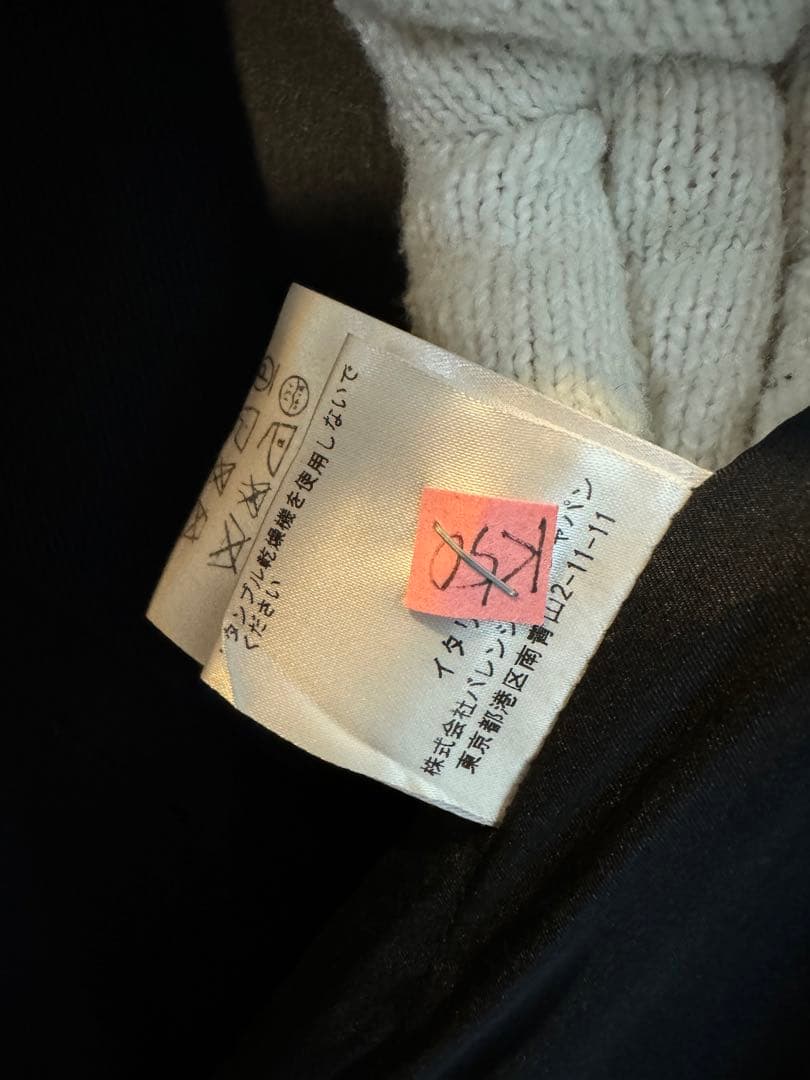 タンブル乾燥機を使用しないで
ください
イタリ
株式会社バレンシ
ャパン
東京都港区南青山2-11-11